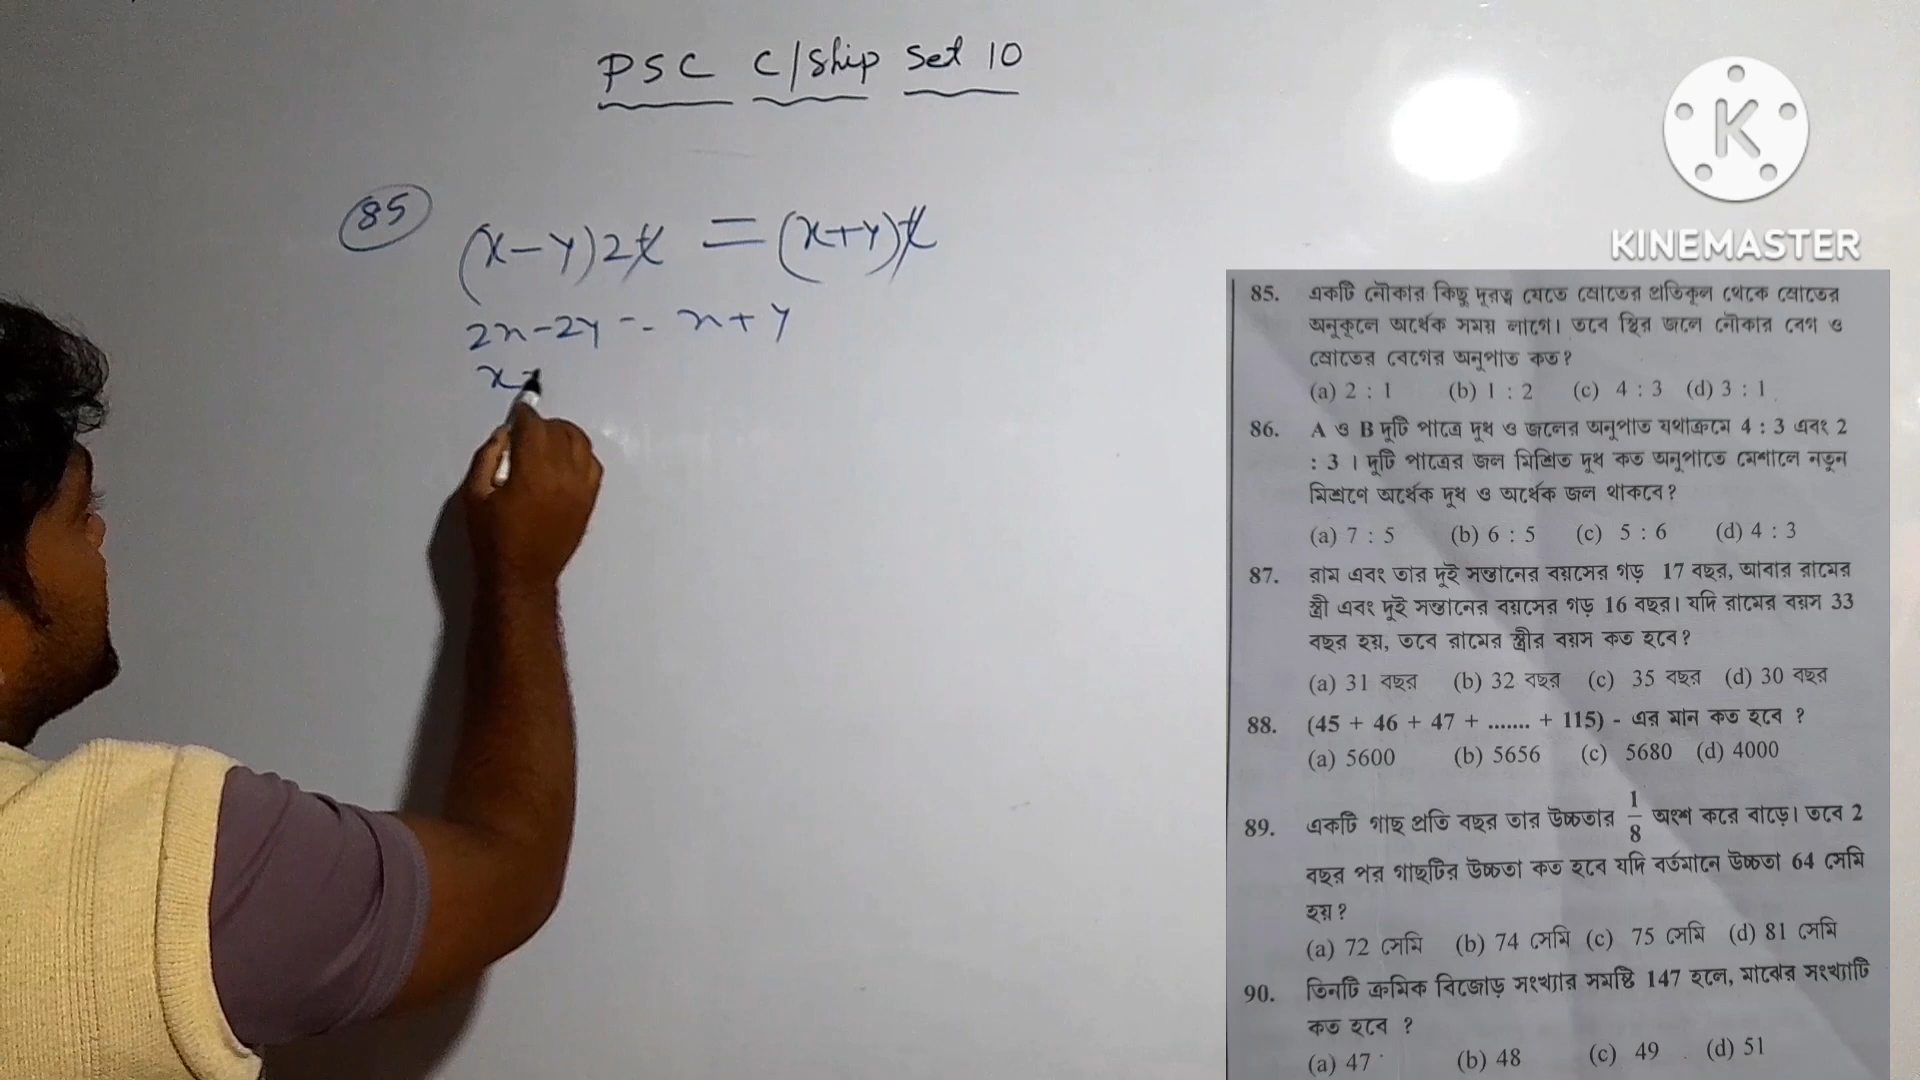 PSC C/Ship Set 10
85
(x-y)2t = (x+y)t
2x-2y = x+y
x=
KINEMASTER
85. একটি নৌকার কিছু দূরত্ব যেতে স্রোতের প্রতিকূল থেকে স্রোতের
অনুকূলে অর্ধেক সময় লাগে। তবে স্থির জলে নৌকার বেগ ও
স্রোতের বেগের অনুপাত কত?
(a) 2 : 1 (b) 1 : 2 (c) 4 : 3 (d) 3 : 1
86. A ও B দুটি পাত্রে দুধ ও জলের অনুপাত যথাক্রমে 4 : 3 এবং 2
: 3 । দুটি পাত্রের জল মিশ্রিত দুধ কত অনুপাতে মেশালে নতুন
মিশ্রণে অর্ধেক দুধ ও অর্ধেক জল থাকবে?
(a) 7 : 5 (b) 6 : 5 (c) 5 : 6 (d) 4 : 3
87. রাম এবং তার দুই সন্তানের বয়সের গড় 17 বছর, আবার রামের
স্ত্রী এবং দুই সন্তানের বয়সের গড় 16 বছর। যদি রামের বয়স 33
বছর হয়, তবে রামের স্ত্রীর বয়স কত হবে?
(a) 31 বছর (b) 32 বছর (c) 35 বছর (d) 30 বছর
88. (45 + 46 + 47 + ....... + 115) - এর মান কত হবে ?
(a) 5600 (b) 5656 (c) 5680 (d) 4000
89. একটি গাছ প্রতি বছর তার উচ্চতার 1/8 অংশ করে বাড়ে। তবে 2
বছর পর গাছটির উচ্চতা কত হবে যদি বর্তমানে উচ্চতা 64 সেমি
হয়?
(a) 72 সেমি (b) 74 সেমি (c) 75 সেমি (d) 81 সেমি
90. তিনটি ক্রমিক বিজোড় সংখ্যার সমষ্টি 147 হলে, মাঝের সংখ্যাটি
কত হবে ?
(a) 47 (b) 48 (c) 49 (d) 51